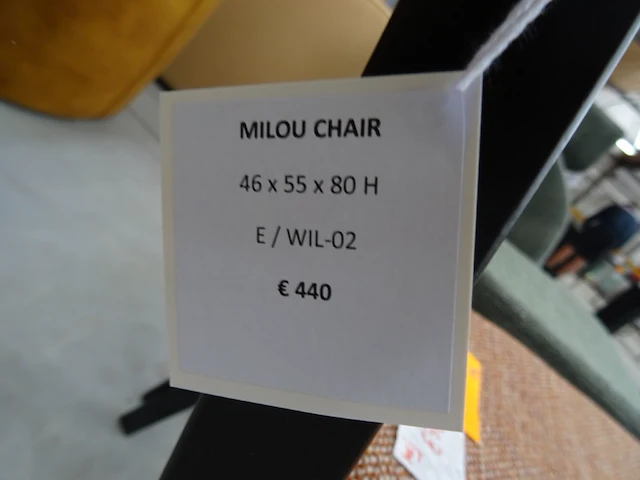 MILOU CHAIR
46 x 55 x 80 H
E / WIL-02
€ 440